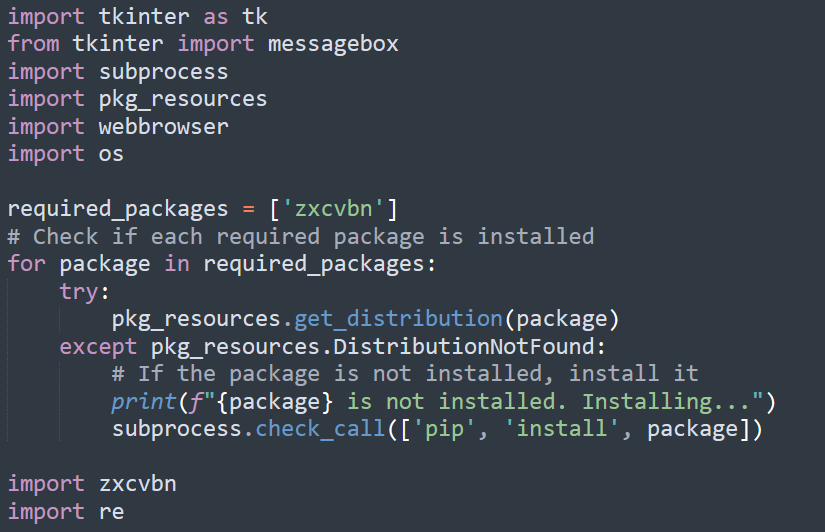 import tkinter as tk
from tkinter import messagebox
import subprocess
import pkg_resources
import webbrowser
import os

required_packages = ['zxcvbn']
# Check if each required package is installed
for package in required_packages:
    try:
        pkg_resources.get_distribution(package)
    except pkg_resources.DistributionNotFound:
        # If the package is not installed, install it
        print(f"{package} is not installed. Installing...")
        subprocess.check_call(['pip', 'install', package])

import zxcvbn
import re